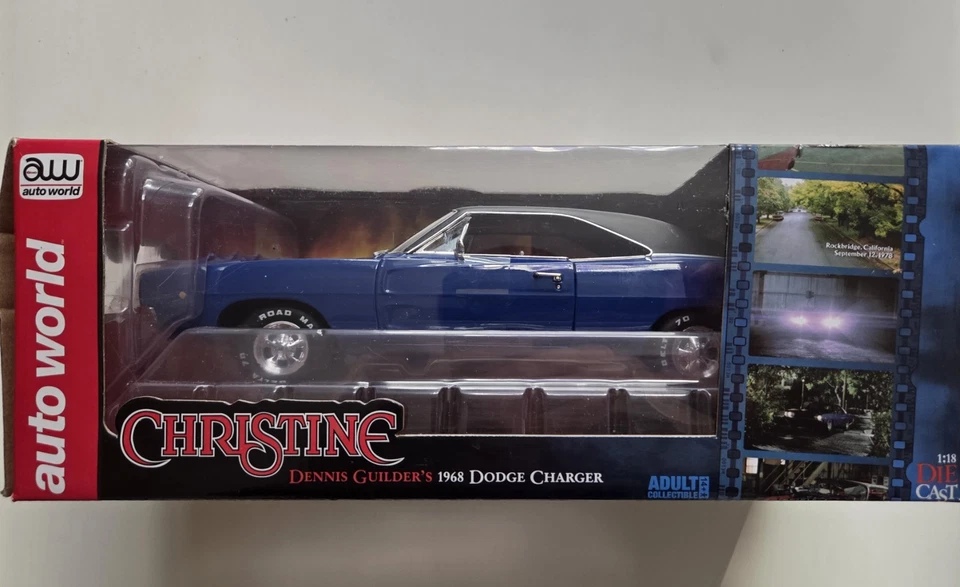 aw
auto world
auto world
ROAD MA
70
CHRISTINE
DENNIS GUILDER'S 1968 DODGE CHARGER
ADULT
COLLECTIBLE
Rockbridge, California
September 12, 1978
1:18
DIE
CAST